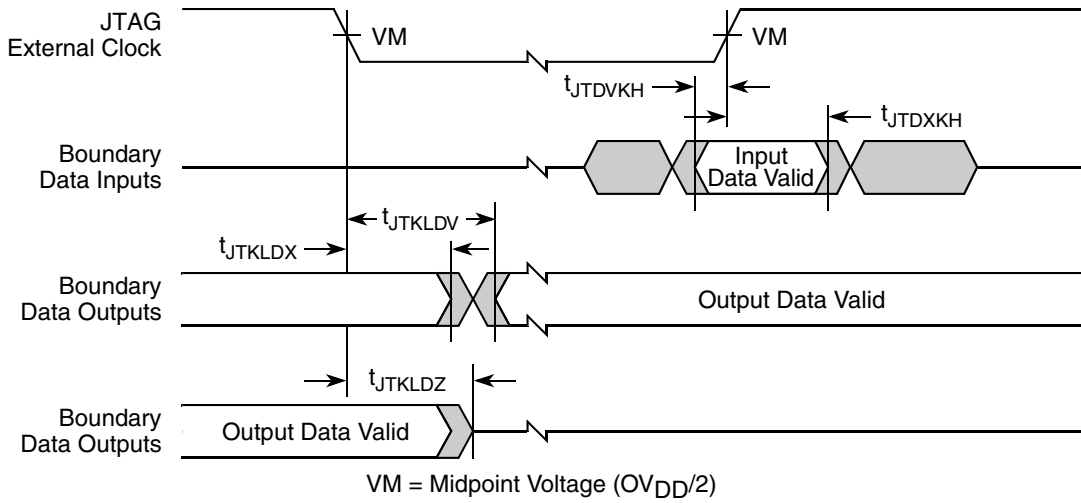 JTAG
External Clock
VM
VM
tJTDVKH
tJTDXKH
Boundary
Data Inputs
Input
Data Valid
tJTKLDV
tJTKLDX
Boundary
Data Outputs
Output Data Valid
tJTKLDZ
Boundary
Data Outputs
Output Data Valid
VM = Midpoint Voltage (OVDD/2)